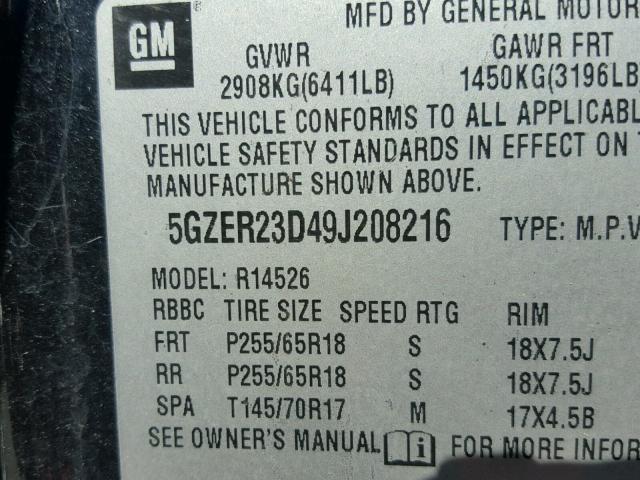 MFD BY GENERAL MOTOR
GM
GVWR GAWR FRT
2908KG(6411LB) 1450KG(3196LB
THIS VEHICLE CONFORMS TO ALL APPLICABL
VEHICLE SAFETY STANDARDS IN EFFECT ON
MANUFACTURE SHOWN ABOVE.
5GZER23D49J208216 TYPE: M.P.V
MODEL: R14526
RBBC TIRE SIZE SPEED RTG RIM
FRT P255/65R18 S 18X7.5J
RR P255/65R18 S 18X7.5J
SPA T145/70R17 M 17X4.5B
SEE OWNER'S MANUAL i FOR MORE INFOR